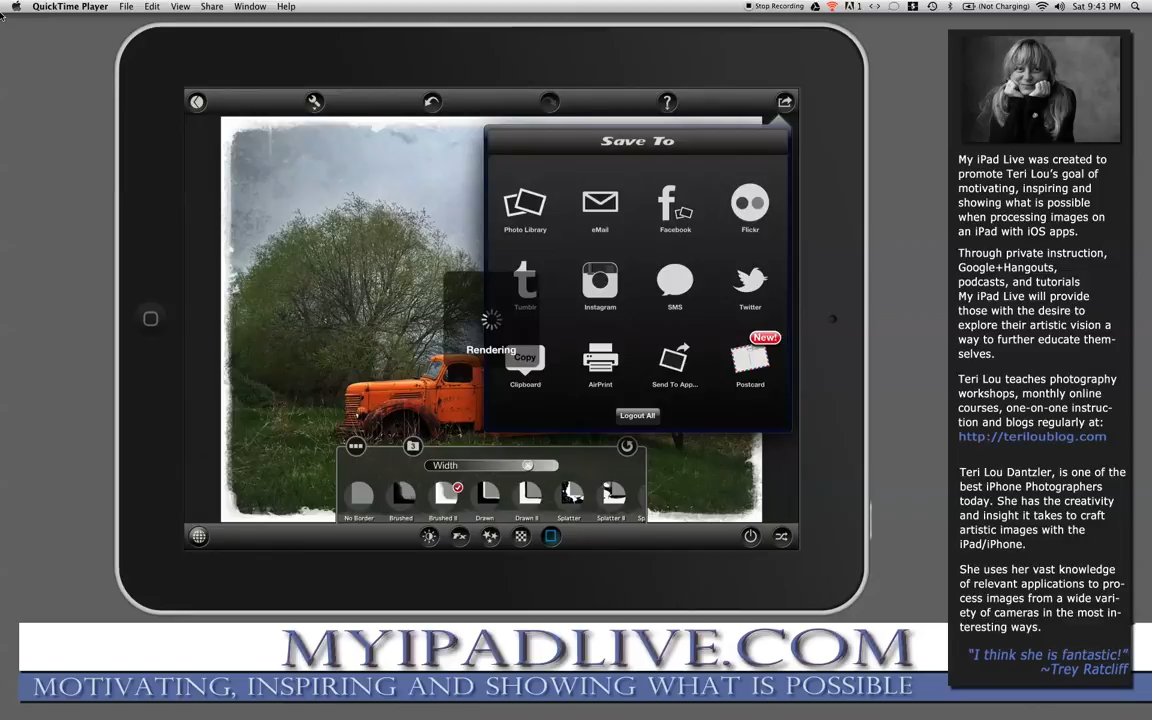 QuickTime Player File Edit View Share Window Help
Stop Recording 1 (Not Charging) Sat 9:43 PM
?
Save To
Photo Library eMail Facebook Flickr
t
Tumblr Instagram SMS Twitter
New!
Rendering
Copy
Clipboard AirPrint Send To App... Postcard
Logout All
3
Width
No Border Brushed Brushed II Drawn Drawn II Splatter Splatter II Sp
My iPad Live was created to
promote Teri Lou's goal of
motivating, inspiring and
showing what is possible
when processing images on
an iPad with iOS apps.
Through private instruction,
Google+Hangouts,
podcasts, and tutorials
My iPad Live will provide
those with the desire to
explore their artistic vision a
way to further educate them-
selves.
Teri Lou teaches photography
workshops, monthly online
courses, one-on-one instruc-
tion and blogs regularly at:
http://teriloublog.com
Teri Lou Dantzler, is one of the
best iPhone Photographers
today. She has the creativity
and insight it takes to craft
artistic images with the
iPad/iPhone.
She uses her vast knowledge
of relevant applications to pro-
cess images from a wide vari-
ety of cameras in the most in-
teresting ways.
"I think she is fantastic!"
~Trey Ratcliff
MYIPADLIVE.COM
MOTIVATING, INSPIRING AND SHOWING WHAT IS POSSIBLE